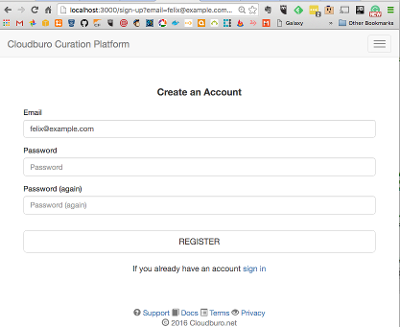 localhost:3000/sign-up?email=felix@example.com...
Galaxy » Other Bookmarks
Cloudburo Curation Platform
Create an Account
Email
felix@example.com
Password
Password
Password (again)
Password (again)
REGISTER
If you already have an account sign in
Support Docs Terms Privacy
© 2016 Cloudburo.net